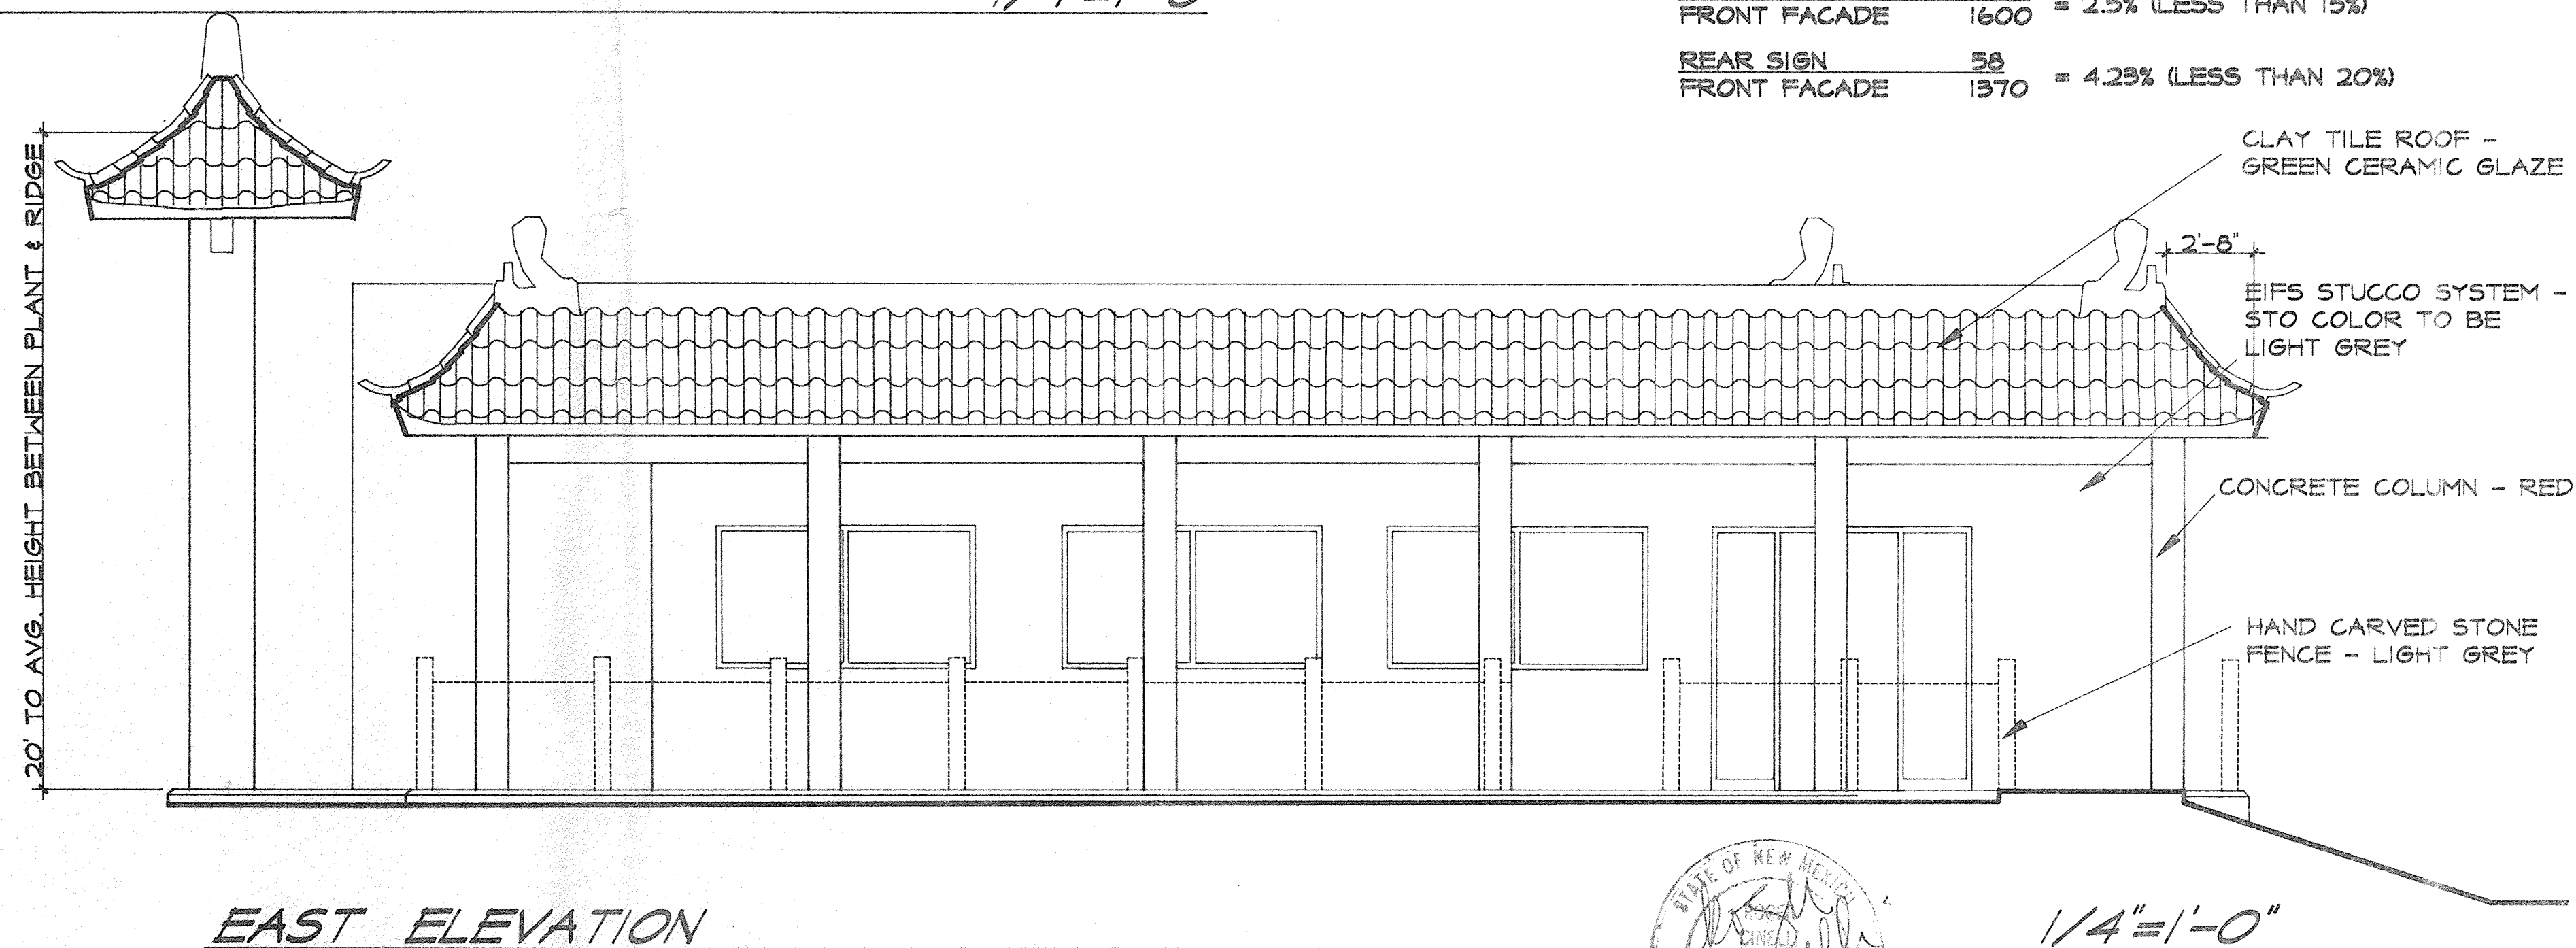 FRONT FACADE 1600 = 2.5% (LESS THAN 15%)
REAR SIGN 58
FRONT FACADE 1370 = 4.23% (LESS THAN 20%)
CLAY TILE ROOF -
GREEN CERAMIC GLAZE
2'-8"
EIFS STUCCO SYSTEM -
STO COLOR TO BE
LIGHT GREY
CONCRETE COLUMN - RED
HAND CARVED STONE
FENCE - LIGHT GREY
20' TO AVG. HEIGHT BETWEEN PLANT & RIDGE
EAST ELEVATION
STATE OF NEW MEXICO
ROGER
1/4"=1'-0"